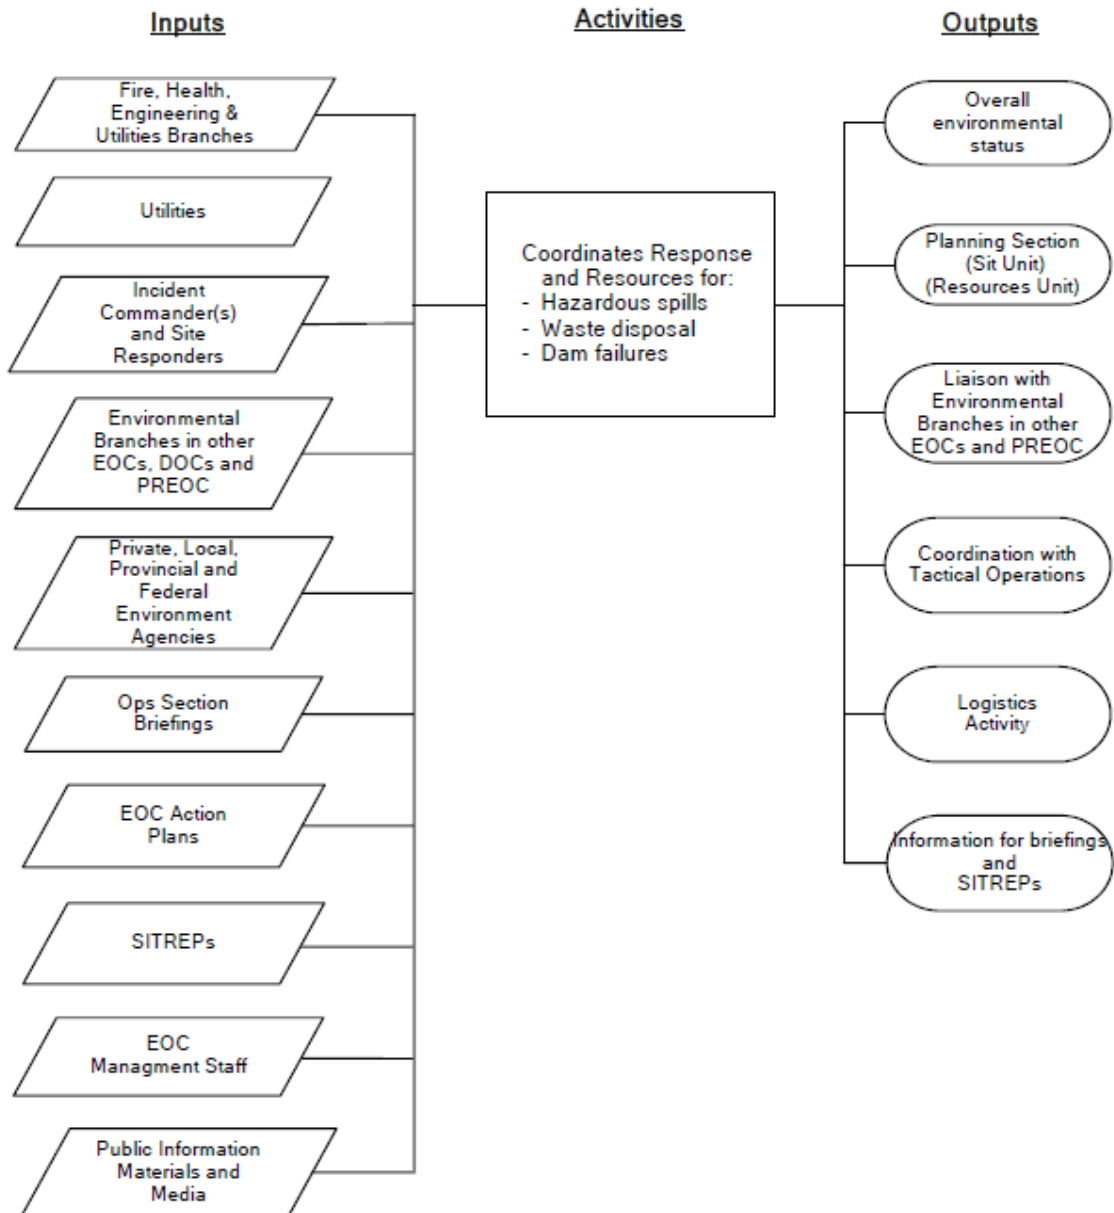 Inputs
Activities
Outputs
Fire, Health,
Engineering &
Utilities Branches
Utilities
Incident
Commander(s)
and Site
Responders
Environmental
Branches in other
EOCs, DOCs and
PREOC
Private, Local,
Provincial and
Federal
Environment
Agencies
Ops Section
Briefings
EOC Action
Plans
SITREPs
EOC
Managment Staff
Public Information
Materials and
Media
Coordinates Response
and Resources for:
- Hazardous spills
- Waste disposal
- Dam failures
Overall
environmental
status
Planning Section
(Sit Unit)
(Resources Unit)
Liaison with
Environmental
Branches in other
EOCs and PREOC
Coordination with
Tactical Operations
Logistics
Activity
Information for briefings
and
SITREPs